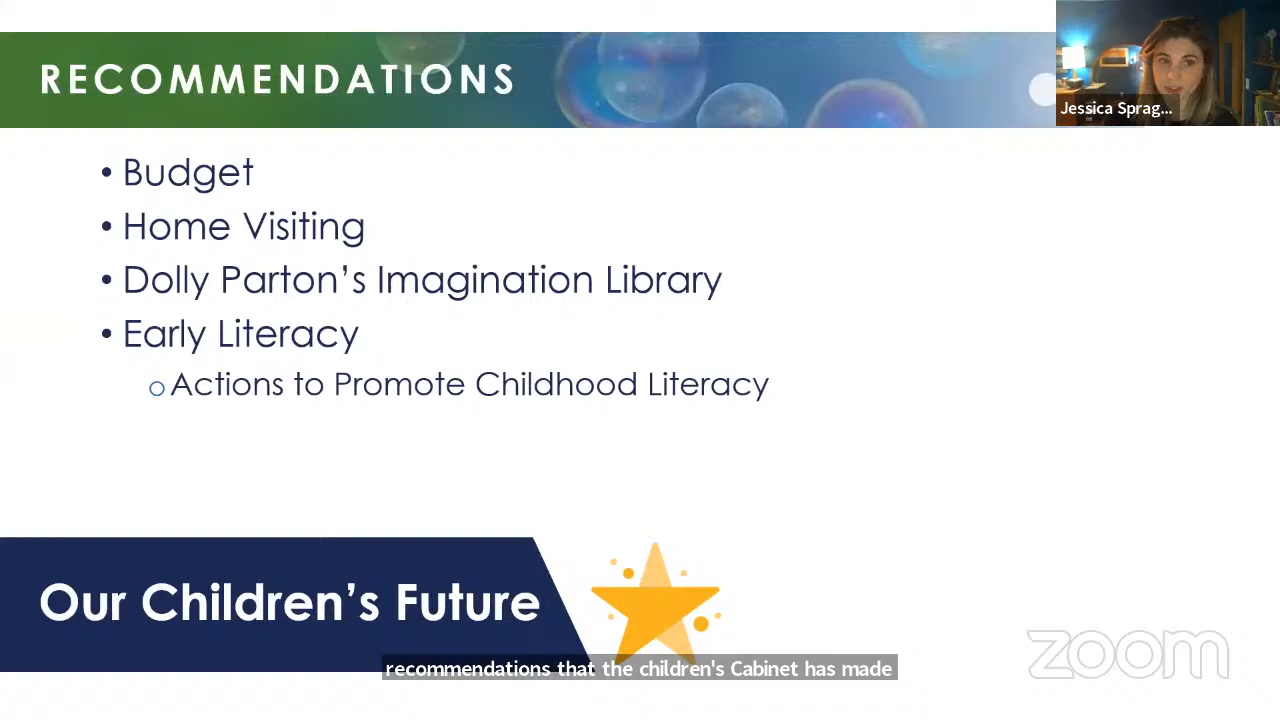 RECOMMENDATIONS
Jessica Sprag...
• Budget
• Home Visiting
• Dolly Parton’s Imagination Library
• Early Literacy
o Actions to Promote Childhood Literacy
Our Children’s Future
recommendations that the children's Cabinet has made
zoom